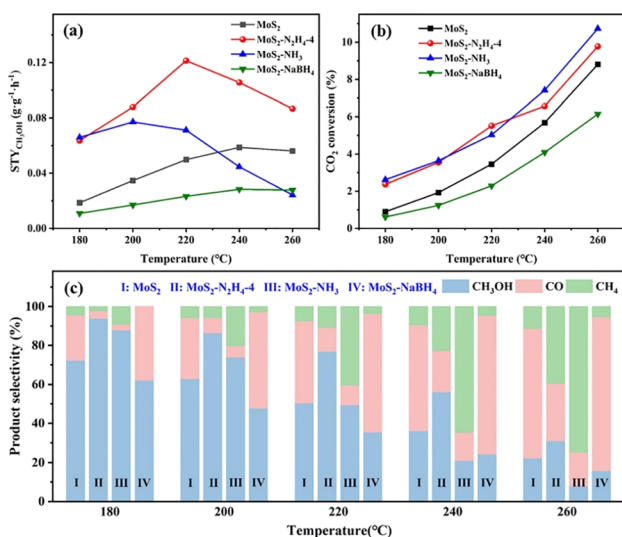 (a)
MoS₂
MoS₂-N₂H₄-4
MoS₂-NH₃
MoS₂-NaBH₄
STV_CH₃OH (g·g⁻¹·h⁻¹)
0.12
0.08
0.04
0.00
180 200 220 240 260
Temperature (°C)
(b)
MoS₂
MoS₂-N₂H₄-4
MoS₂-NH₃
MoS₂-NaBH₄
CO₂ conversion (%)
10
8
6
4
2
0
180 200 220 240 260
Temperature (°C)
(c)
I: MoS₂ II: MoS₂-N₂H₄-4 III: MoS₂-NH₃ IV: MoS₂-NaBH₄
CH₃OH CO CH₄
Product selectivity (%)
100
80
60
40
20
0
I II III IV I II III IV I II III IV I II III IV I II III IV
180 200 220 240 260
Temperature(°C)